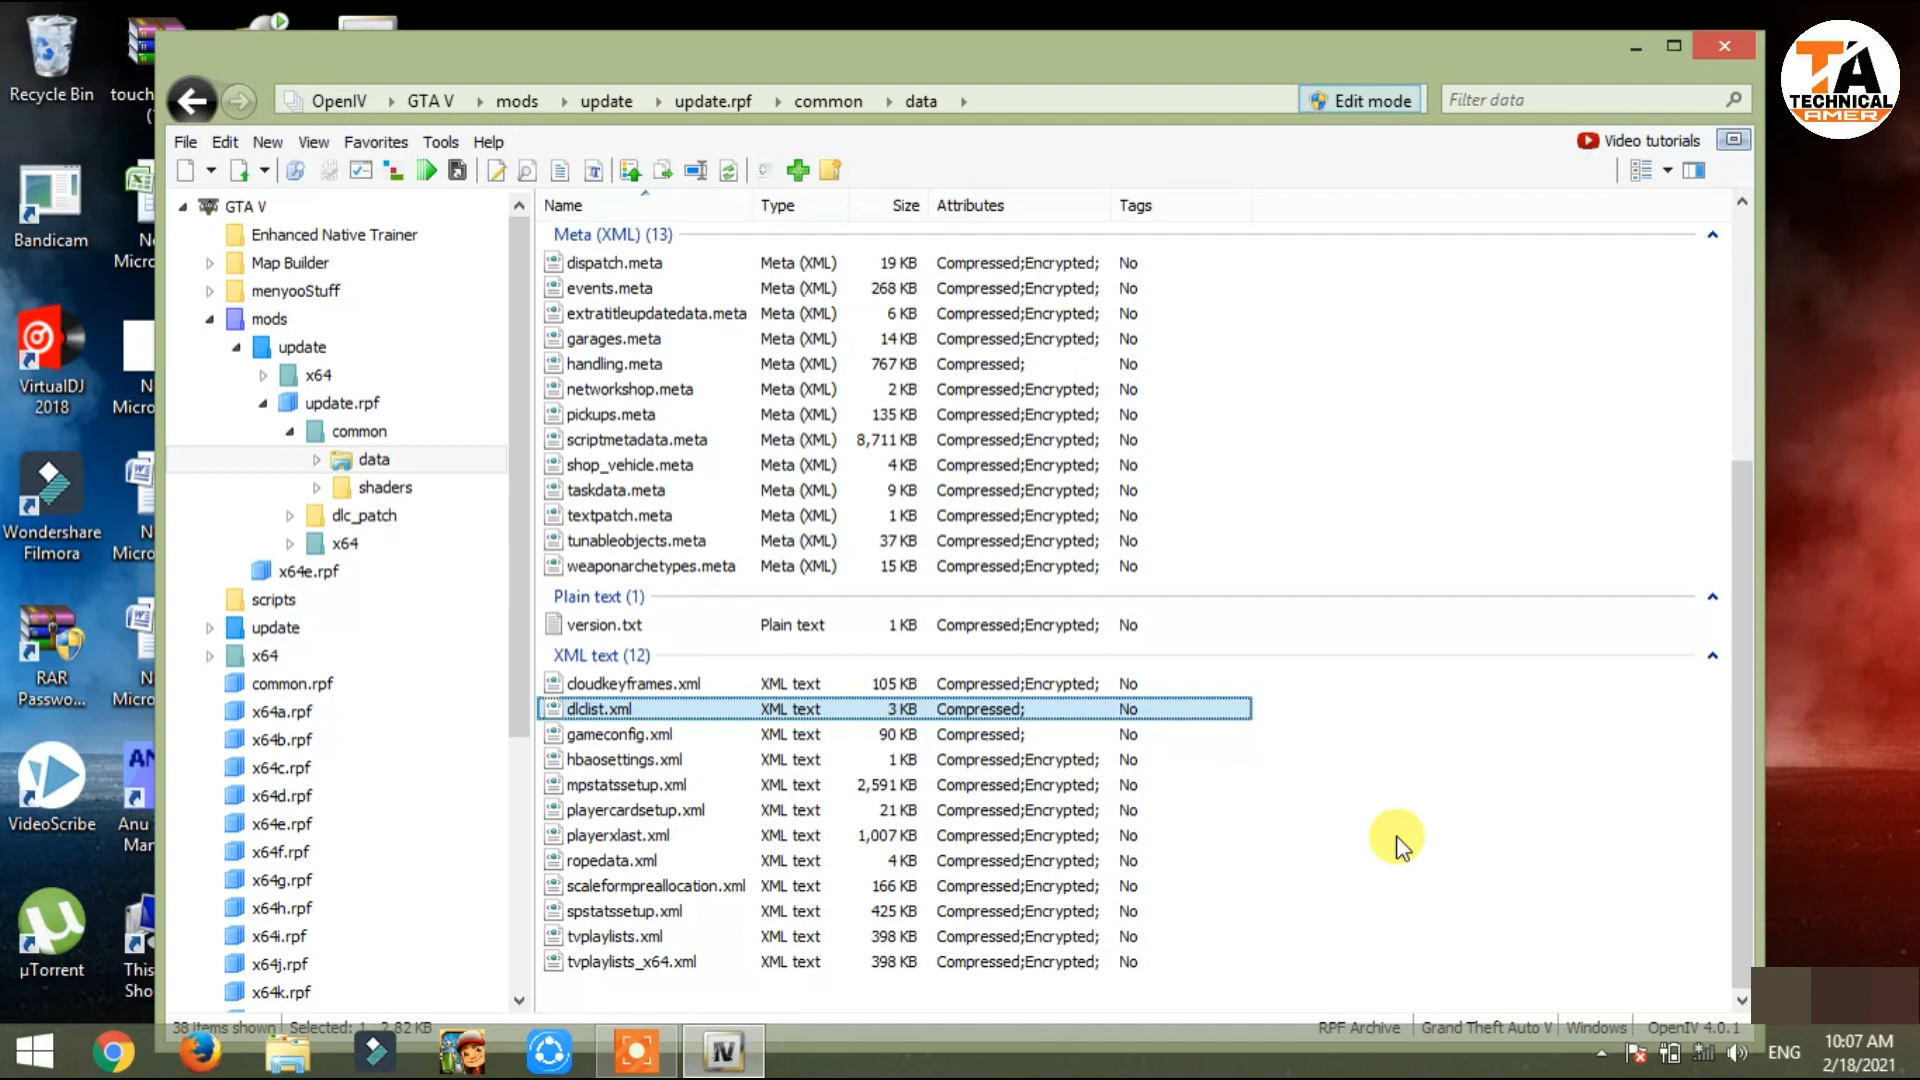 Recycle Bin
touch
Bandicam
Micro
VirtualDJ
2018
Micro
Wondershare
Filmora
Micro
RAR
Passwo...
Micro
VideoScribe
Anu
Mar
µTorrent
This
Sho
OpenIV
GTA V
mods
update
update.rpf
common
data
Edit mode
Filter data
File
Edit
New
View
Favorites
Tools
Help
Video tutorials
TA
TECHNICAL
AMER
GTA V
Enhanced Native Trainer
Map Builder
menyooStuff
mods
update
x64
update.rpf
common
data
shaders
dlc_patch
x64
x64e.rpf
scripts
update
x64
common.rpf
x64a.rpf
x64b.rpf
x64c.rpf
x64d.rpf
x64e.rpf
x64f.rpf
x64g.rpf
x64h.rpf
x64i.rpf
x64j.rpf
x64k.rpf
Name Type Size Attributes Tags
Meta (XML) (13)
dispatch.meta Meta (XML) 19 KB Compressed;Encrypted; No
events.meta Meta (XML) 268 KB Compressed;Encrypted; No
extratitleupdatedata.meta Meta (XML) 6 KB Compressed;Encrypted; No
garages.meta Meta (XML) 14 KB Compressed;Encrypted; No
handling.meta Meta (XML) 767 KB Compressed; No
networkshop.meta Meta (XML) 2 KB Compressed;Encrypted; No
pickups.meta Meta (XML) 135 KB Compressed;Encrypted; No
scriptmetadata.meta Meta (XML) 8,711 KB Compressed;Encrypted; No
shop_vehicle.meta Meta (XML) 4 KB Compressed;Encrypted; No
taskdata.meta Meta (XML) 9 KB Compressed;Encrypted; No
textpatch.meta Meta (XML) 1 KB Compressed;Encrypted; No
tunableobjects.meta Meta (XML) 37 KB Compressed;Encrypted; No
weaponarchetypes.meta Meta (XML) 15 KB Compressed;Encrypted; No
Plain text (1)
version.txt Plain text 1 KB Compressed;Encrypted; No
XML text (12)
cloudkeyframes.xml XML text 105 KB Compressed;Encrypted; No
dlclist.xml XML text 3 KB Compressed; No
gameconfig.xml XML text 90 KB Compressed; No
hbaosettings.xml XML text 1 KB Compressed;Encrypted; No
mpstatssetup.xml XML text 2,591 KB Compressed;Encrypted; No
playercardsetup.xml XML text 21 KB Compressed;Encrypted; No
playerxlast.xml XML text 1,007 KB Compressed;Encrypted; No
ropedata.xml XML text 4 KB Compressed;Encrypted; No
scaleformpreallocation.xml XML text 166 KB Compressed;Encrypted; No
spstatssetup.xml XML text 425 KB Compressed;Encrypted; No
tvplaylists.xml XML text 398 KB Compressed;Encrypted; No
tvplaylists_x64.xml XML text 398 KB Compressed;Encrypted; No
38 items shown Selected: 1, 2.82 KB
RPF Archive Grand Theft Auto V Windows OpenIV 4.0.1
ENG
10:07 AM
2/18/2021